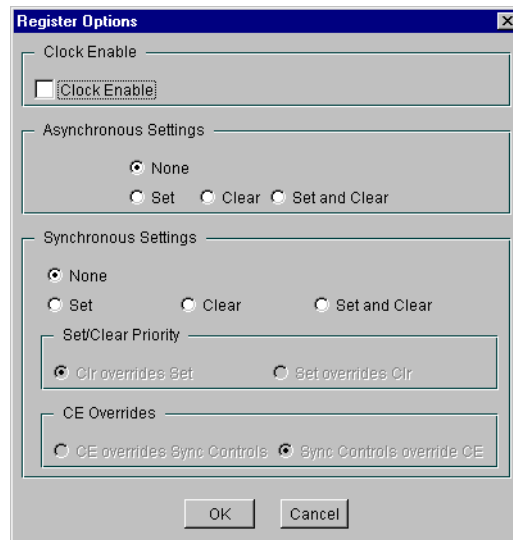 Register Options
Clock Enable
Clock Enable
Asynchronous Settings
None
Set Clear Set and Clear
Synchronous Settings
None
Set Clear Set and Clear
Set/Clear Priority
Clr overrides Set Set overrides Clr
CE Overrides
CE overrides Sync Controls Sync Controls override CE
OK Cancel